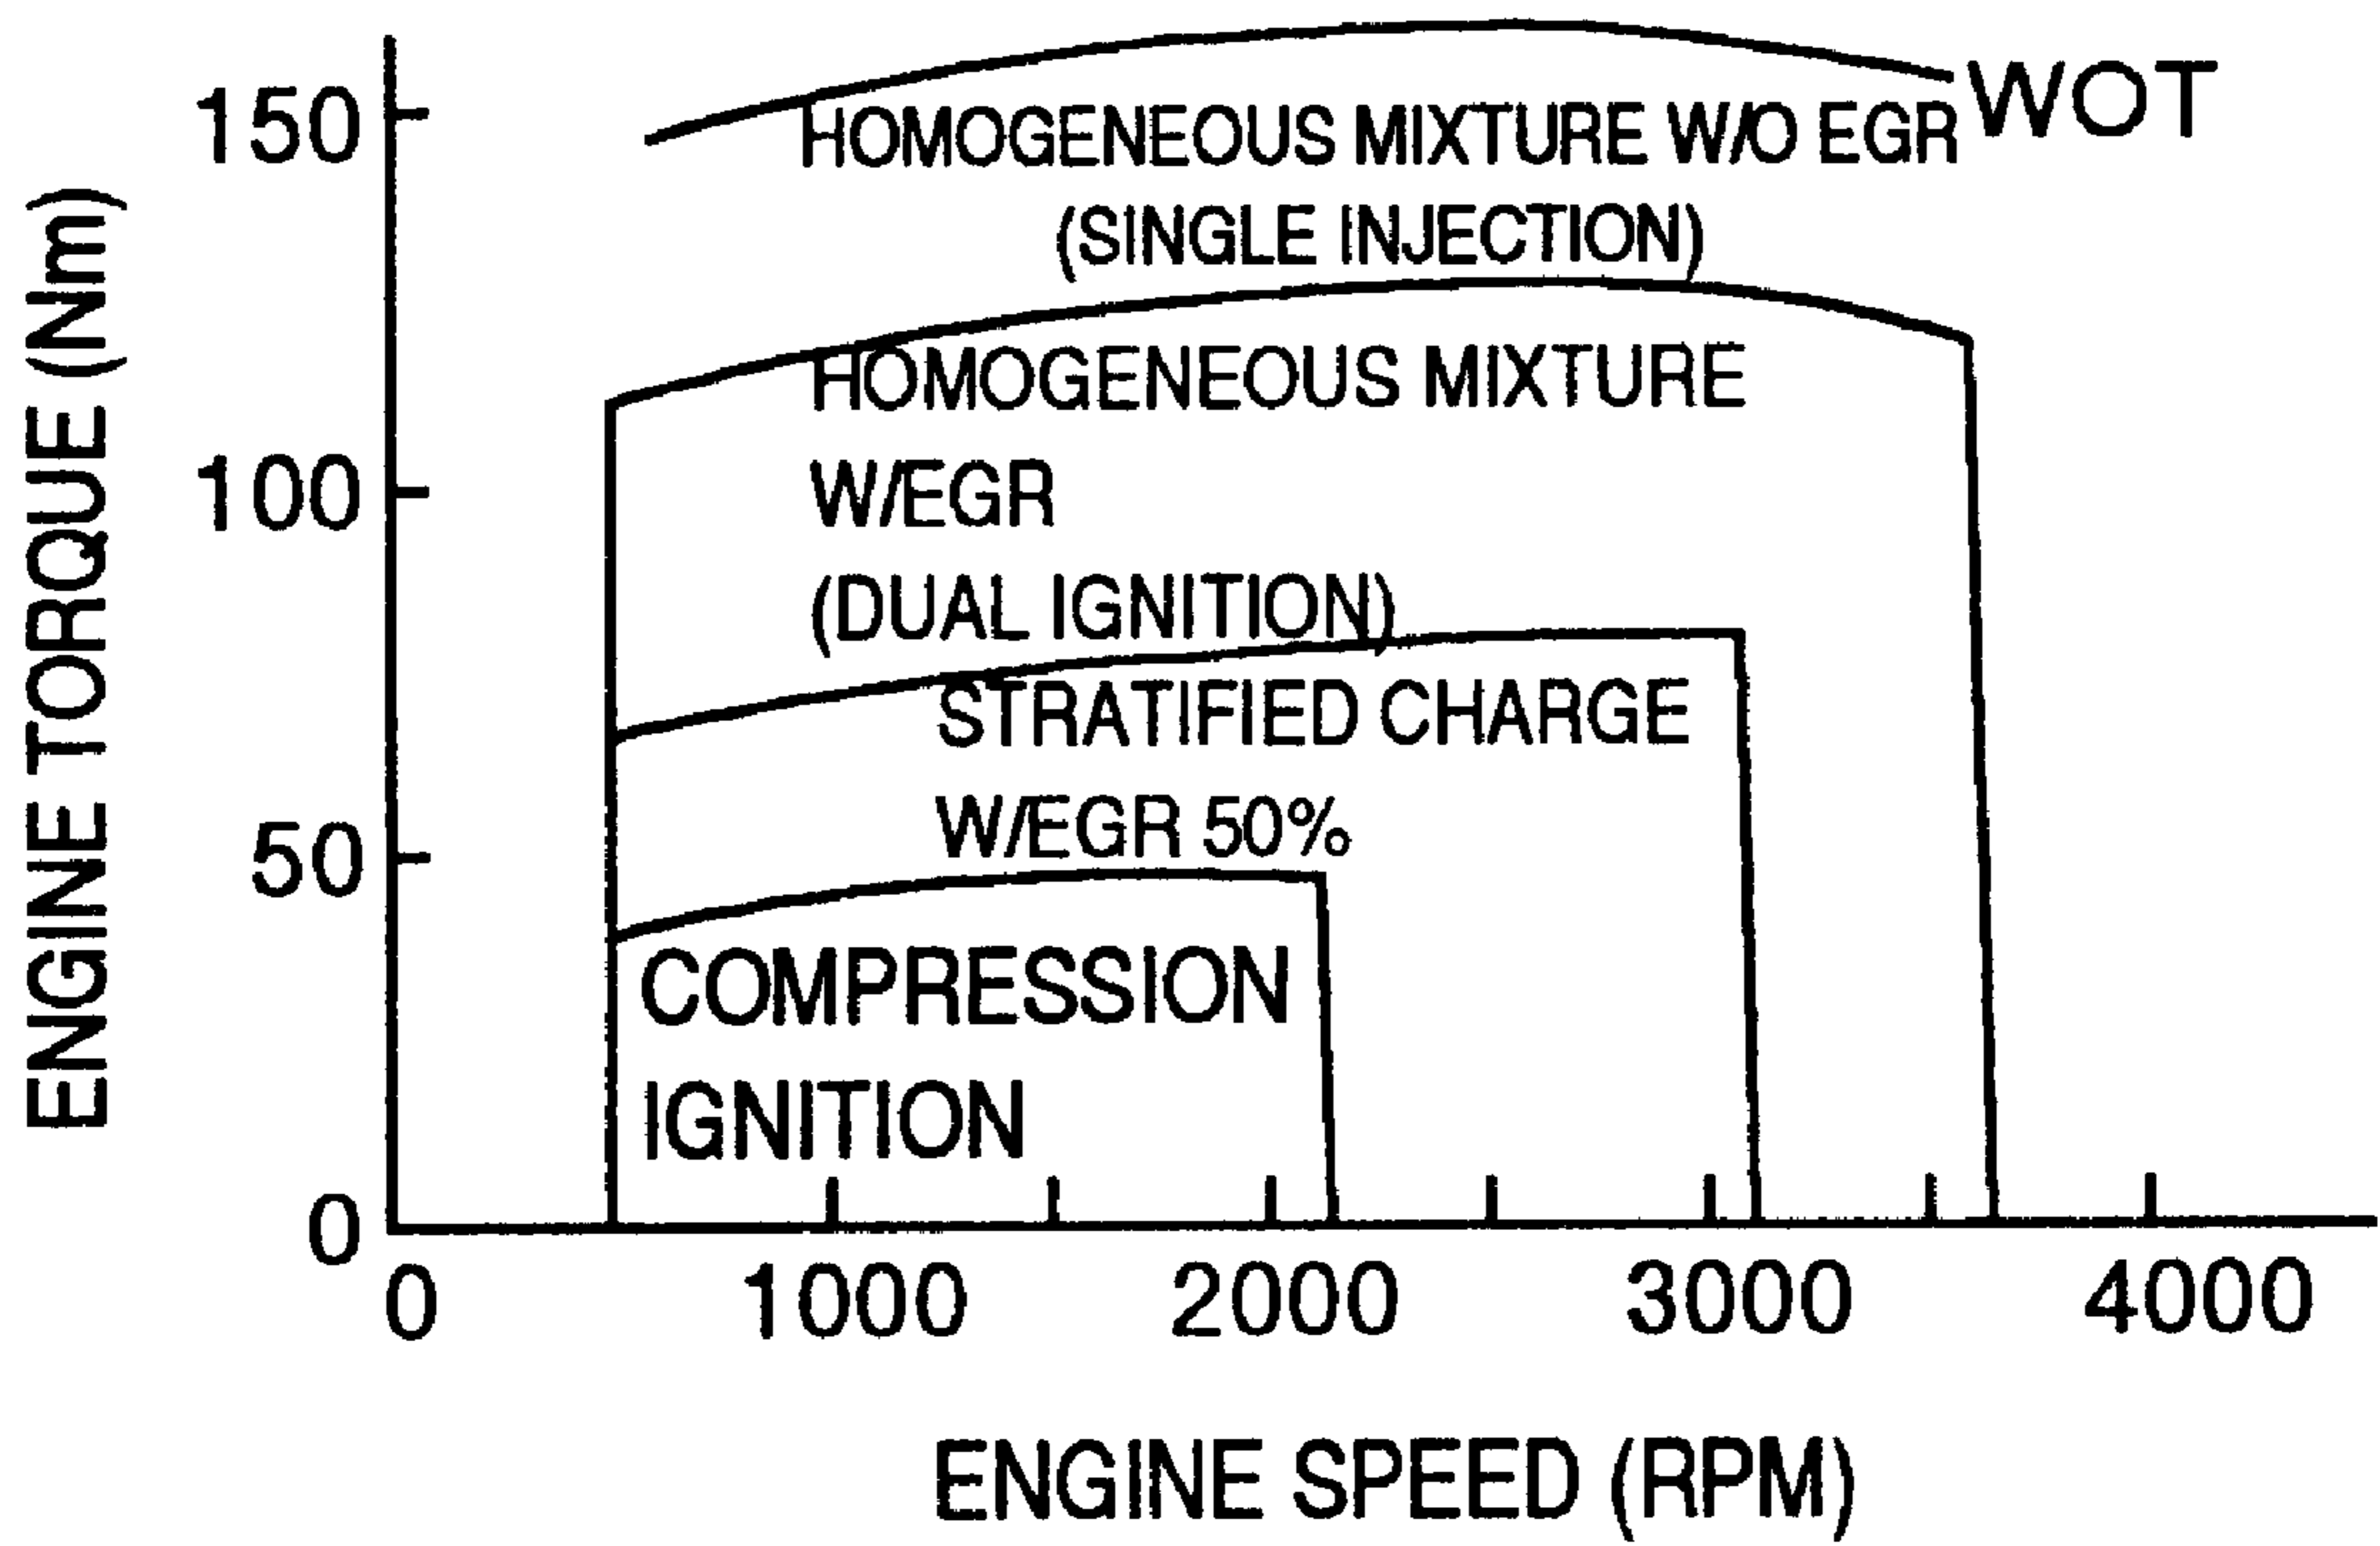 WOT
150
HOMOGENEOUS MIXTURE W/O EGR
(SINGLE INJECTION)
HOMOGENEOUS MIXTURE
100
W/EGR
(DUAL IGNITION)
STRATIFIED CHARGE
W/EGR 50%
50
COMPRESSION
IGNITION
0
0 1000 2000 3000 4000
ENGINE SPEED (RPM)
ENGINE TORQUE (Nm)